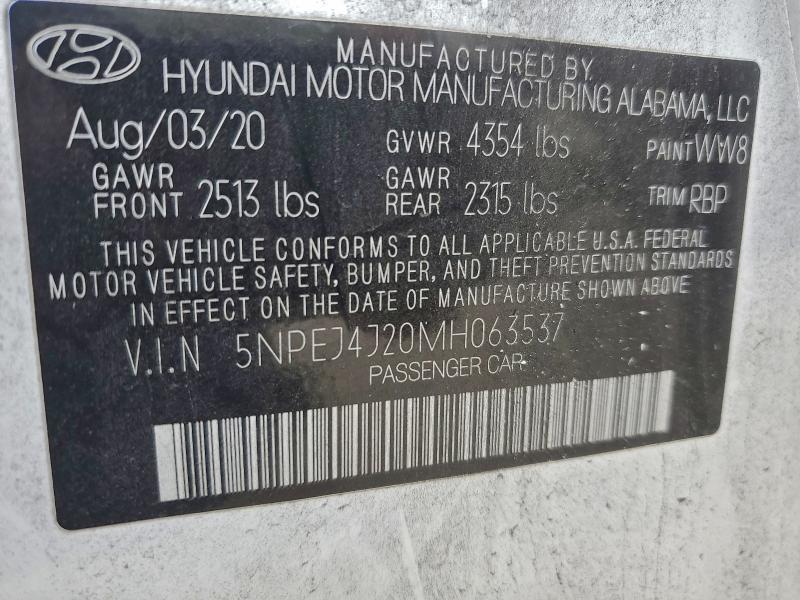 MANUFACTURED BY
HYUNDAI MOTOR MANUFACTURING ALABAMA, LLC
Aug/03/20 GVWR 4354 lbs PAINT WW8
GAWR FRONT 2513 lbs GAWR REAR 2315 lbs TRIM RBP
THIS VEHICLE CONFORMS TO ALL APPLICABLE U.S.A. FEDERAL
MOTOR VEHICLE SAFETY, BUMPER, AND THEFT PREVENTION STANDARDS
IN EFFECT ON THE DATE OF MANUFACTURE SHOWN ABOVE
V.I.N 5NPEJ4J20MH063537
PASSENGER CAR